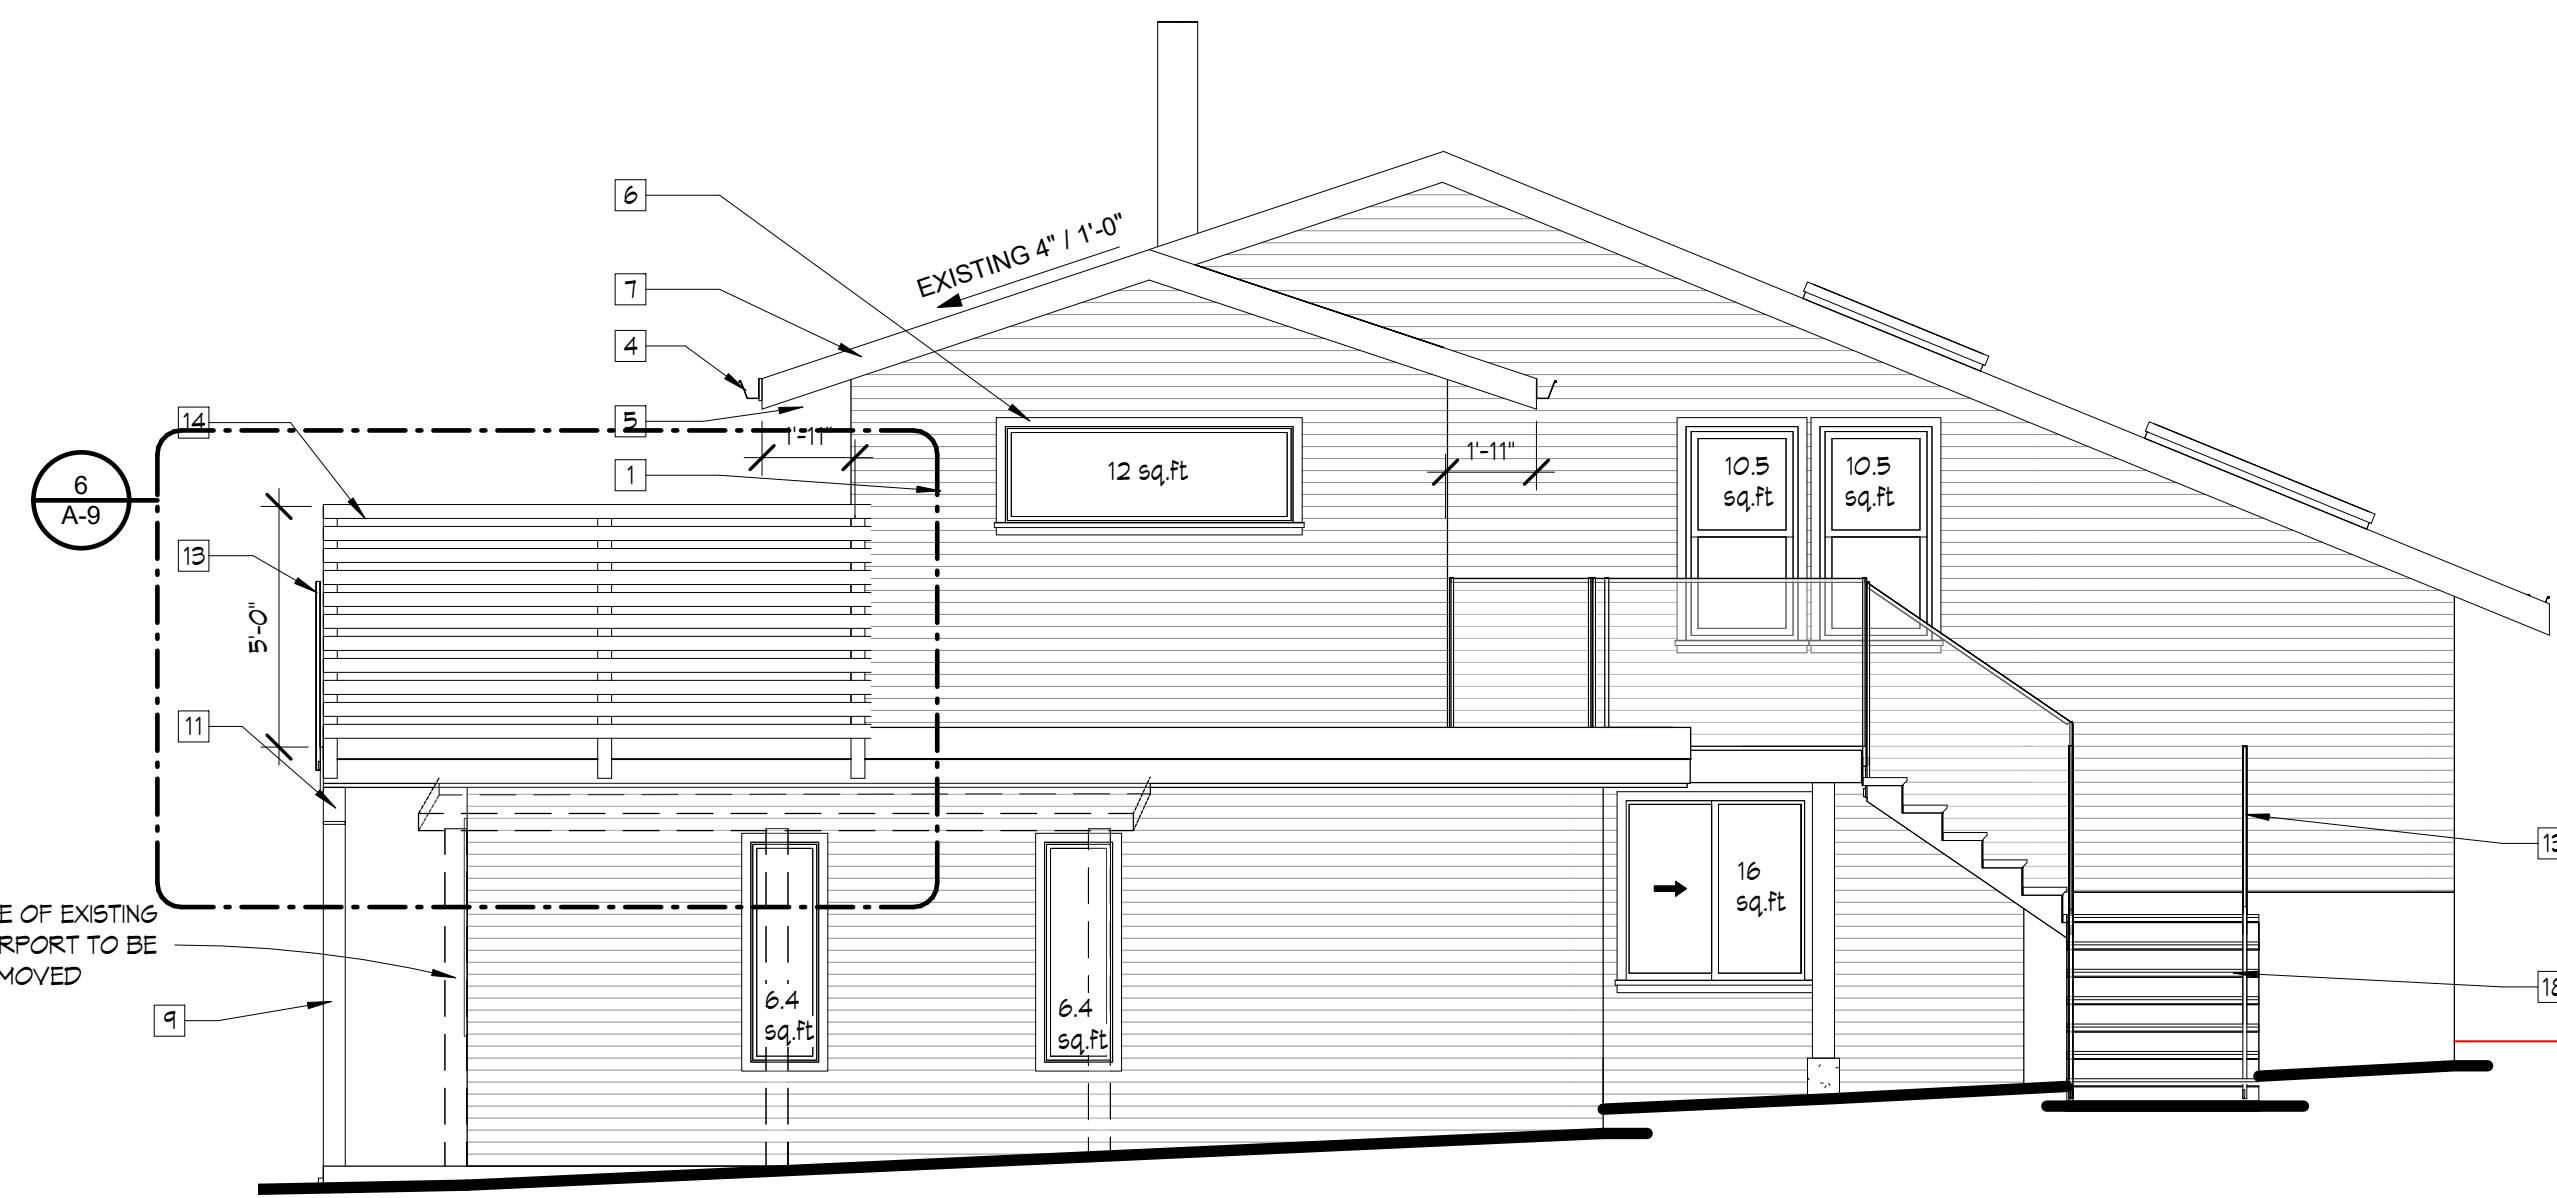 6
EXISTING 4" / 1'-0"
7
4
14
5
1'-11"
1'-11"
1
12 sq.ft
10.5
sq.ft
10.5
sq.ft
6
A-9
13
5'-0"
11
16
sq.ft
E OF EXISTING
RPORT TO BE
MOVED
9
6.4
sq.ft
6.4
sq.ft